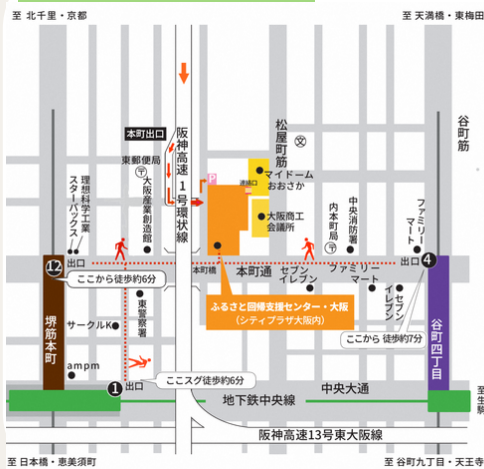 至 北千里・京都
至 天満橋・東梅田
本町出口
東郵便局
大阪産業創造館
理想科学工業
スターバックス
阪神高速1号環状線
松屋町筋
文
P
連絡口
マイドーム
おおさか
大阪商工
会議所
内本町局
中央消防署
ファミリー
マート
谷町筋
12
出口
ここから徒歩約6分
本町橋
本町通
セブン
イレブン
ファミリー
マート
出口
4
セブン
イレブン
ふるさと回帰支援センター・大阪
(シティプラザ大阪内)
ここから 徒歩約7分
堺筋本町
サークルK
東警察署
ampm
1
出口
ここスグ徒歩約6分
谷町四丁目
中央大通
地下鉄中央線
至 生駒
阪神高速13号東大阪線
至 日本橋・恵美須町
至 谷町九丁目・天王寺